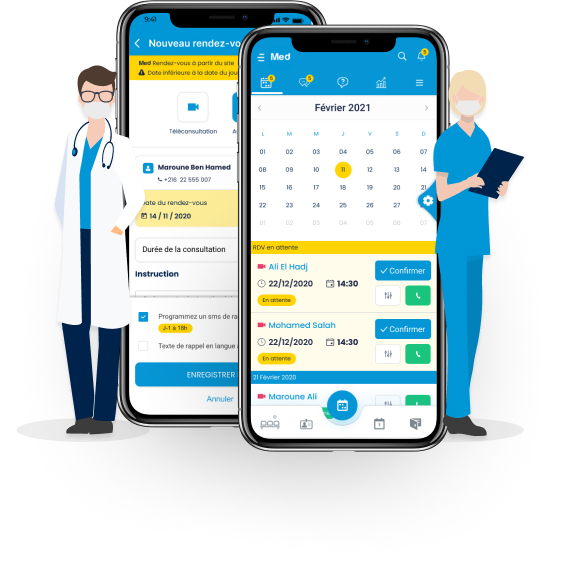 9:41
Nouveau rendez-vo
Med Rendez-vous à partir du site
Date inférieure à la date du jou
Téléconsultation
Maroune Ben Hamed
+216 22 555 007
ate du rendez-vous
14 / 11 / 2020
Durée de la consultation
Instruction
Programmez un sms de ra
J-1 à 18h
Texte de rappel en langue
ENREGISTRER
Annuler
Med
Février 2021
L M M J V S D
01 02 03 04 05 06 07
08 09 10 11 12 13 14
15 16 17 18 19 20 21
22 23 24 25 26 27
01 02 03 04 05 06 07
RDV en attente
Ali El Hadj
Confirmer
22/12/2020 14:30
En attente
Mohamed Salah
Confirmer
22/12/2020 14:30
En attente
21 Février 2020
Maroune Ali